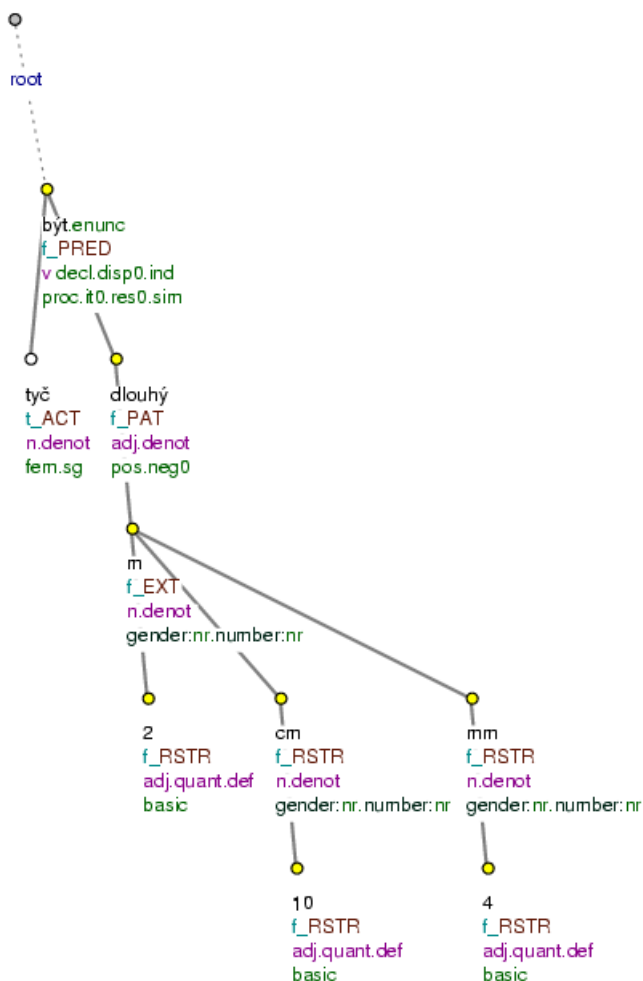 root
být.enunc
f_PRED
v decl.disp0.ind
proc.it0.res0.sim
tyč
t_ACT
n.denot
fem.sg
dlouhý
f_PAT
adj.denot
pos.neg0
m
f_EXT
n.denot
gender:nr.number:nr
2
f_RSTR
adj.quant.def
basic
cm
f_RSTR
n.denot
gender:nr.number:nr
mm
f_RSTR
n.denot
gender:nr.number:nr
10
f_RSTR
adj.quant.def
basic
4
f_RSTR
adj.quant.def
basic